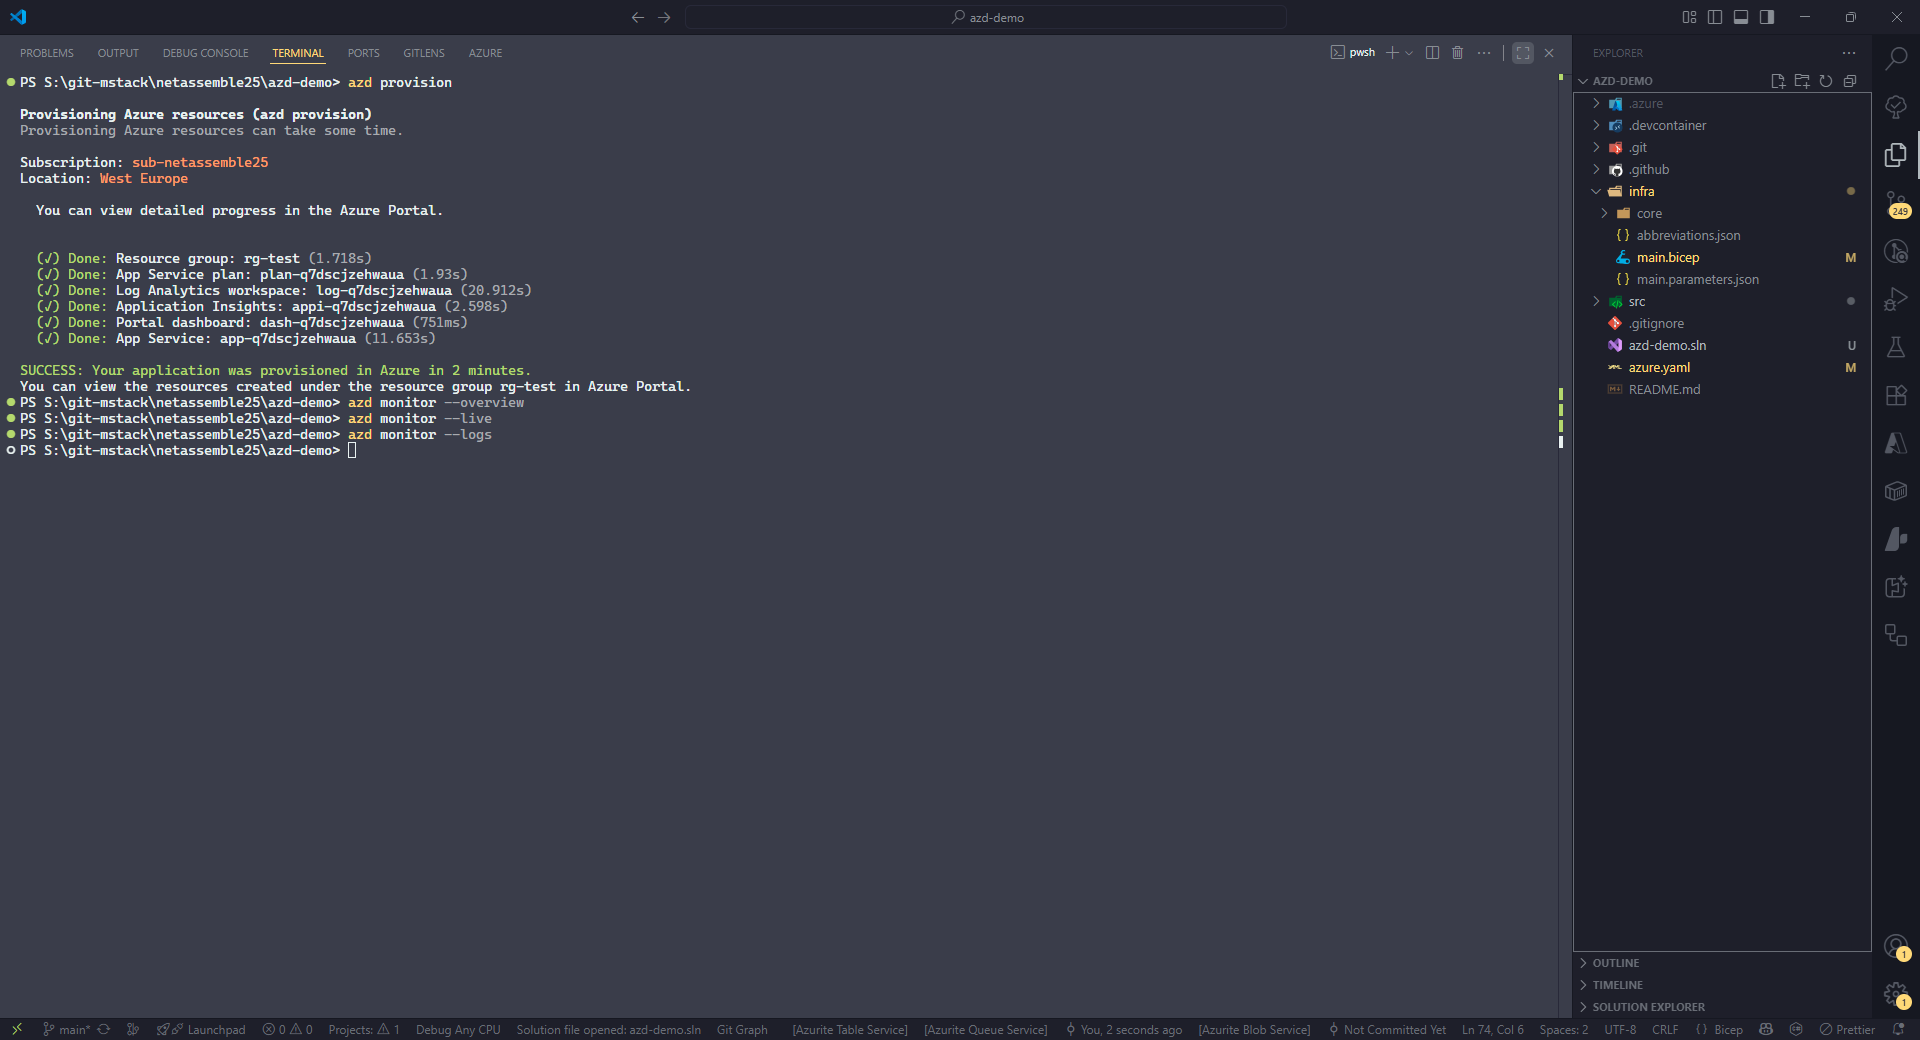 azd-demo
PROBLEMS OUTPUT DEBUG CONSOLE TERMINAL PORTS GITLENS AZURE
pwsh
PS S:\git-mstack\netassemble25\azd-demo> azd provision
Provisioning Azure resources (azd provision)
Provisioning Azure resources can take some time.
Subscription: sub-netassemble25
Location: West Europe
You can view detailed progress in the Azure Portal.
(✓) Done: Resource group: rg-test (1.718s)
(✓) Done: App Service plan: plan-q7dscjzehwaua (1.93s)
(✓) Done: Log Analytics workspace: log-q7dscjzehwaua (20.912s)
(✓) Done: Application Insights: appi-q7dscjzehwaua (2.598s)
(✓) Done: Portal dashboard: dash-q7dscjzehwaua (751ms)
(✓) Done: App Service: app-q7dscjzehwaua (11.653s)
SUCCESS: Your application was provisioned in Azure in 2 minutes.
You can view the resources created under the resource group rg-test in Azure Portal.
PS S:\git-mstack\netassemble25\azd-demo> azd monitor --overview
PS S:\git-mstack\netassemble25\azd-demo> azd monitor --live
PS S:\git-mstack\netassemble25\azd-demo> azd monitor --logs
PS S:\git-mstack\netassemble25\azd-demo>
EXPLORER
AZD-DEMO
.azure
.devcontainer
.git
.github
infra
core
{ } abbreviations.json
main.bicep M
{ } main.parameters.json
src
.gitignore
azd-demo.sln U
azure.yaml M
README.md
OUTLINE
TIMELINE
SOLUTION EXPLORER
249
1
1
main* Launchpad 0 0 Projects: 1 Debug Any CPU Solution file opened: azd-demo.sln Git Graph [Azurite Table Service] [Azurite Queue Service] You, 2 seconds ago [Azurite Blob Service] Not Committed Yet Ln 74, Col 6 Spaces: 2 UTF-8 CRLF { } Bicep Prettier